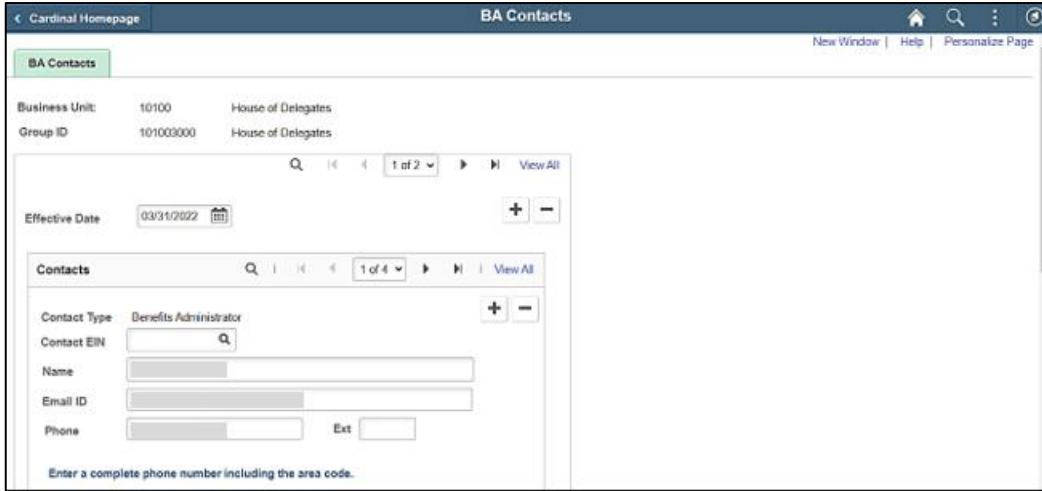 Cardinal Homepage
BA Contacts
New Window | Help | Personalize Page
BA Contacts
Business Unit: 10100 House of Delegates
Group ID 101003000 House of Delegates
1 of 2 View All
Effective Date 03/31/2022
Contacts 1 of 4 View All
Contact Type Benefits Administrator
Contact EIN
Name
Email ID
Phone Ext
Enter a complete phone number including the area code.